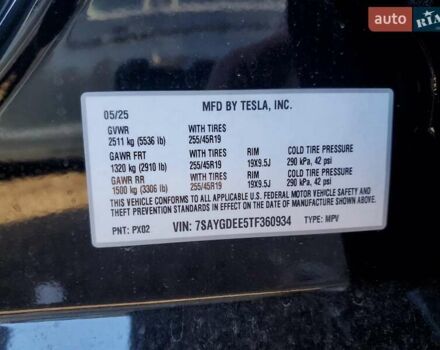 AUTO.RIA
05/25
MFD BY TESLA, INC.
GVWR
2511 kg (5536 lb)
WITH TIRES
255/45R19
GAWR FRT
1320 kg (2910 lb)
WITH TIRES
255/45R19
RIM
19X9.5J
COLD TIRE PRESSURE
290 kPa, 42 psi
GAWR RR
1500 kg (3306 lb)
WITH TIRES
255/45R19
RIM
19X9.5J
COLD TIRE PRESSURE
290 kPa, 42 psi
THIS VEHICLE CONFORMS TO ALL APPLICABLE U.S. FEDERAL MOTOR VEHICLE SAFETY AND
THEFT PREVENTION STANDARDS IN EFFECT ON THE DATE OF MANUFACTURE SHOWN ABOVE.
PNT: PX02
VIN: 7SAYGDEE5TF360934
TYPE: MPV